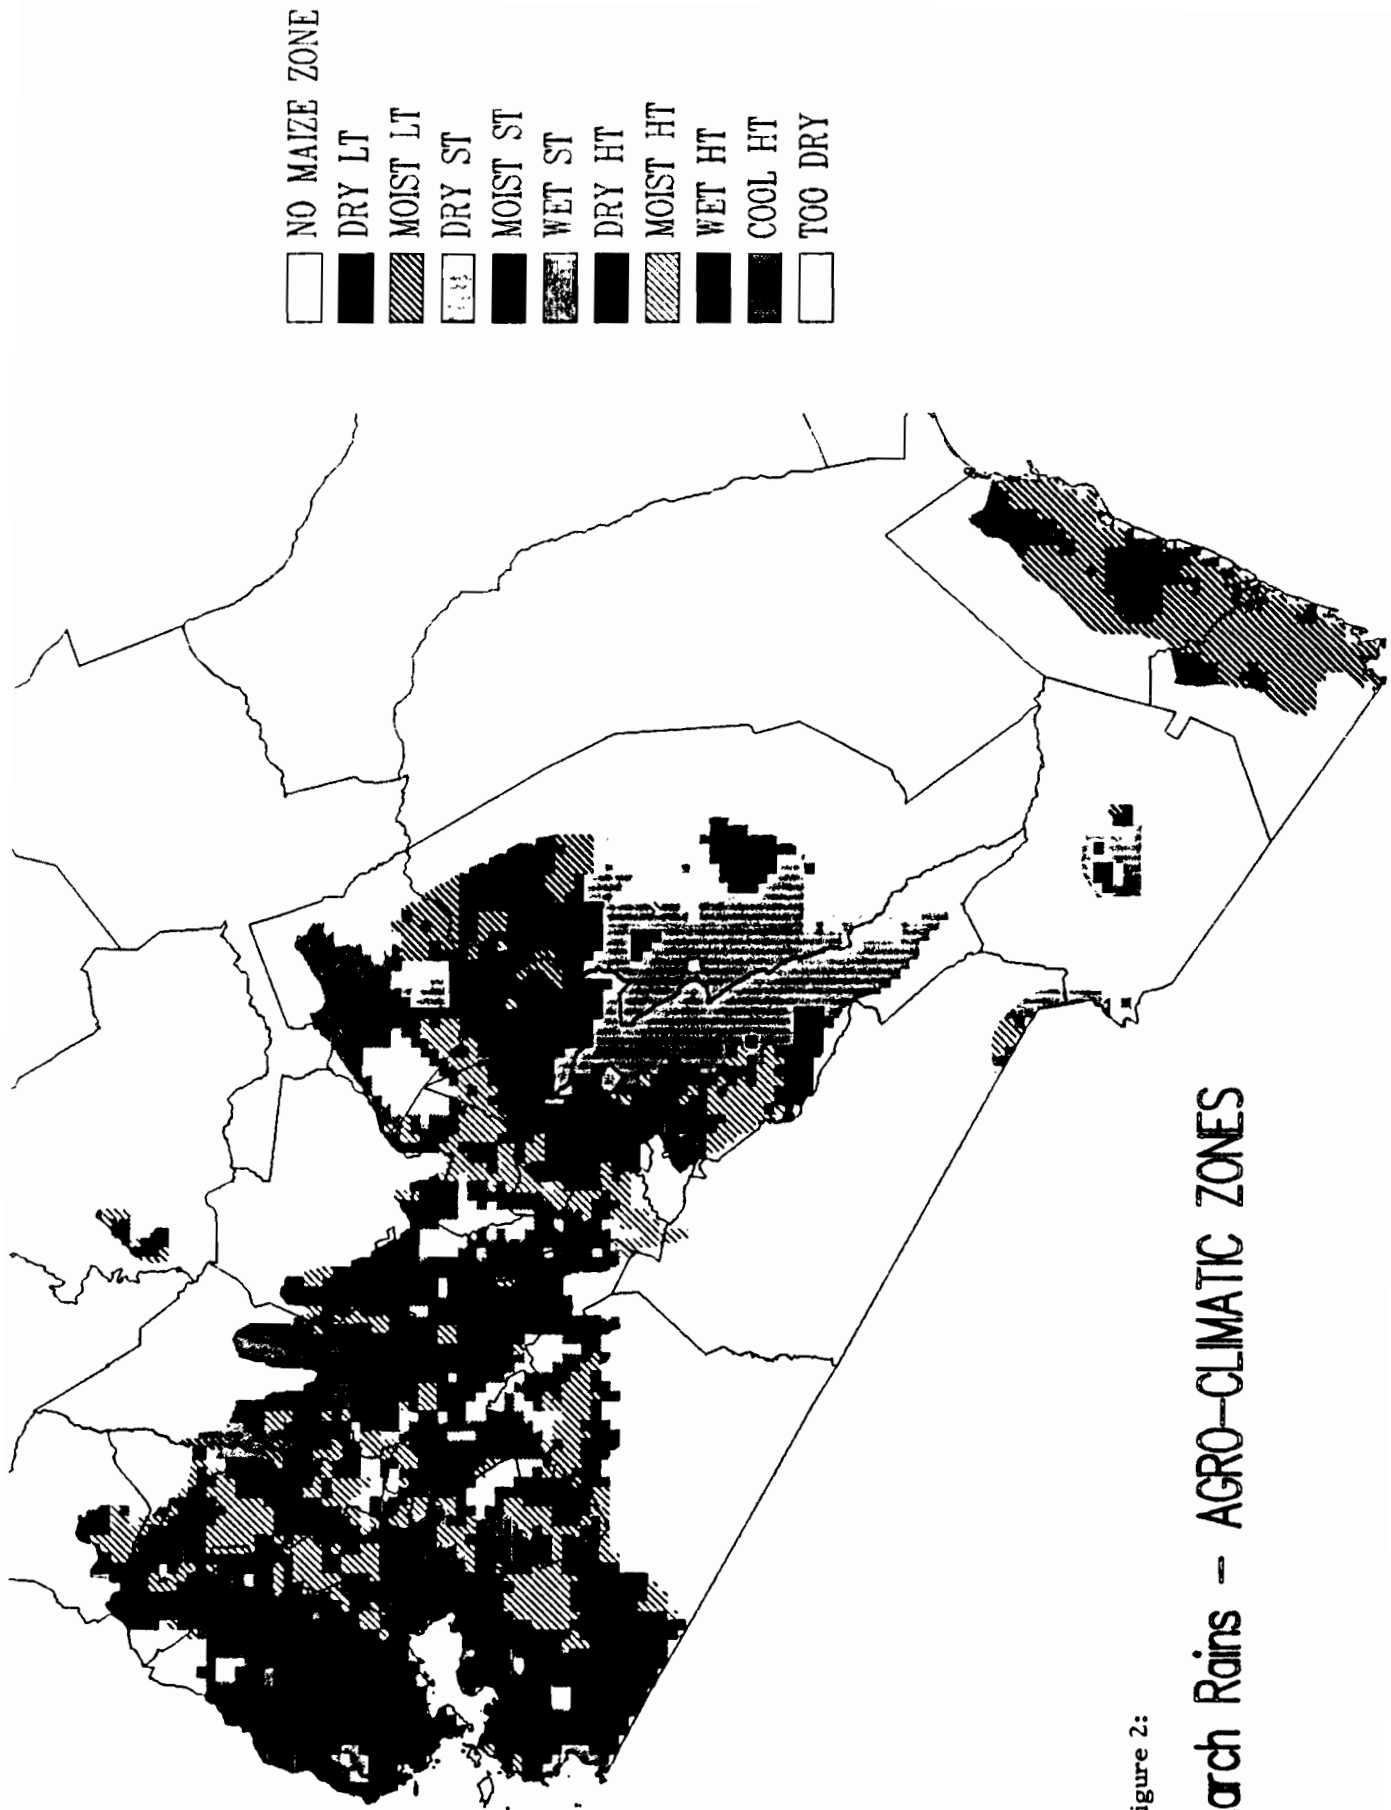 NO MAIZE ZONE
DRY LT
MOIST LT
DRY ST
MOIST ST
WET ST
DRY HT
MOIST HT
WET HT
COOL HT
TOO DRY
igure 2:
arch Rains - AGRO-CLIMATIC ZONES